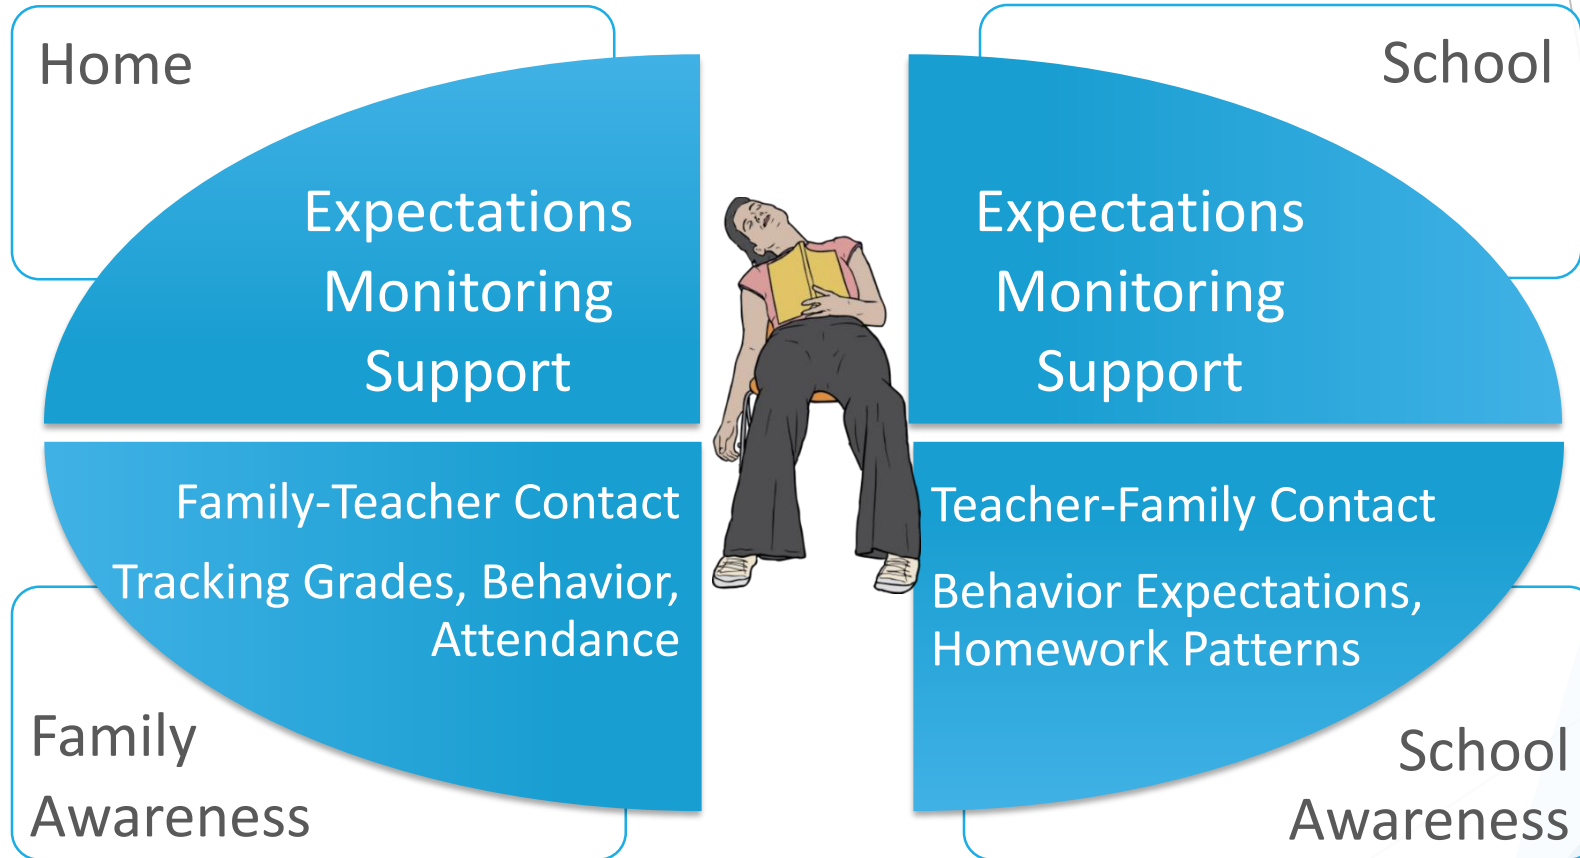 Home
Expectations
Monitoring
Support
School
Expectations
Monitoring
Support
Family-Teacher Contact
Tracking Grades, Behavior,
Attendance
Family
Awareness
Teacher-Family Contact
Behavior Expectations,
Homework Patterns
School
Awareness